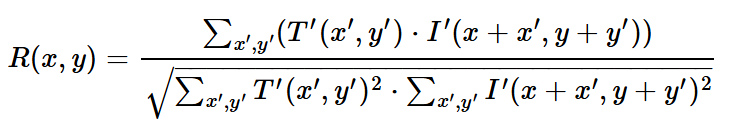 R(x, y) = \frac{\sum_{x',y'} (T'(x', y') \cdot I'(x + x', y + y'))}{\sqrt{\sum_{x',y'} T'(x', y')^2 \cdot \sum_{x',y'} I'(x + x', y + y')^2}}